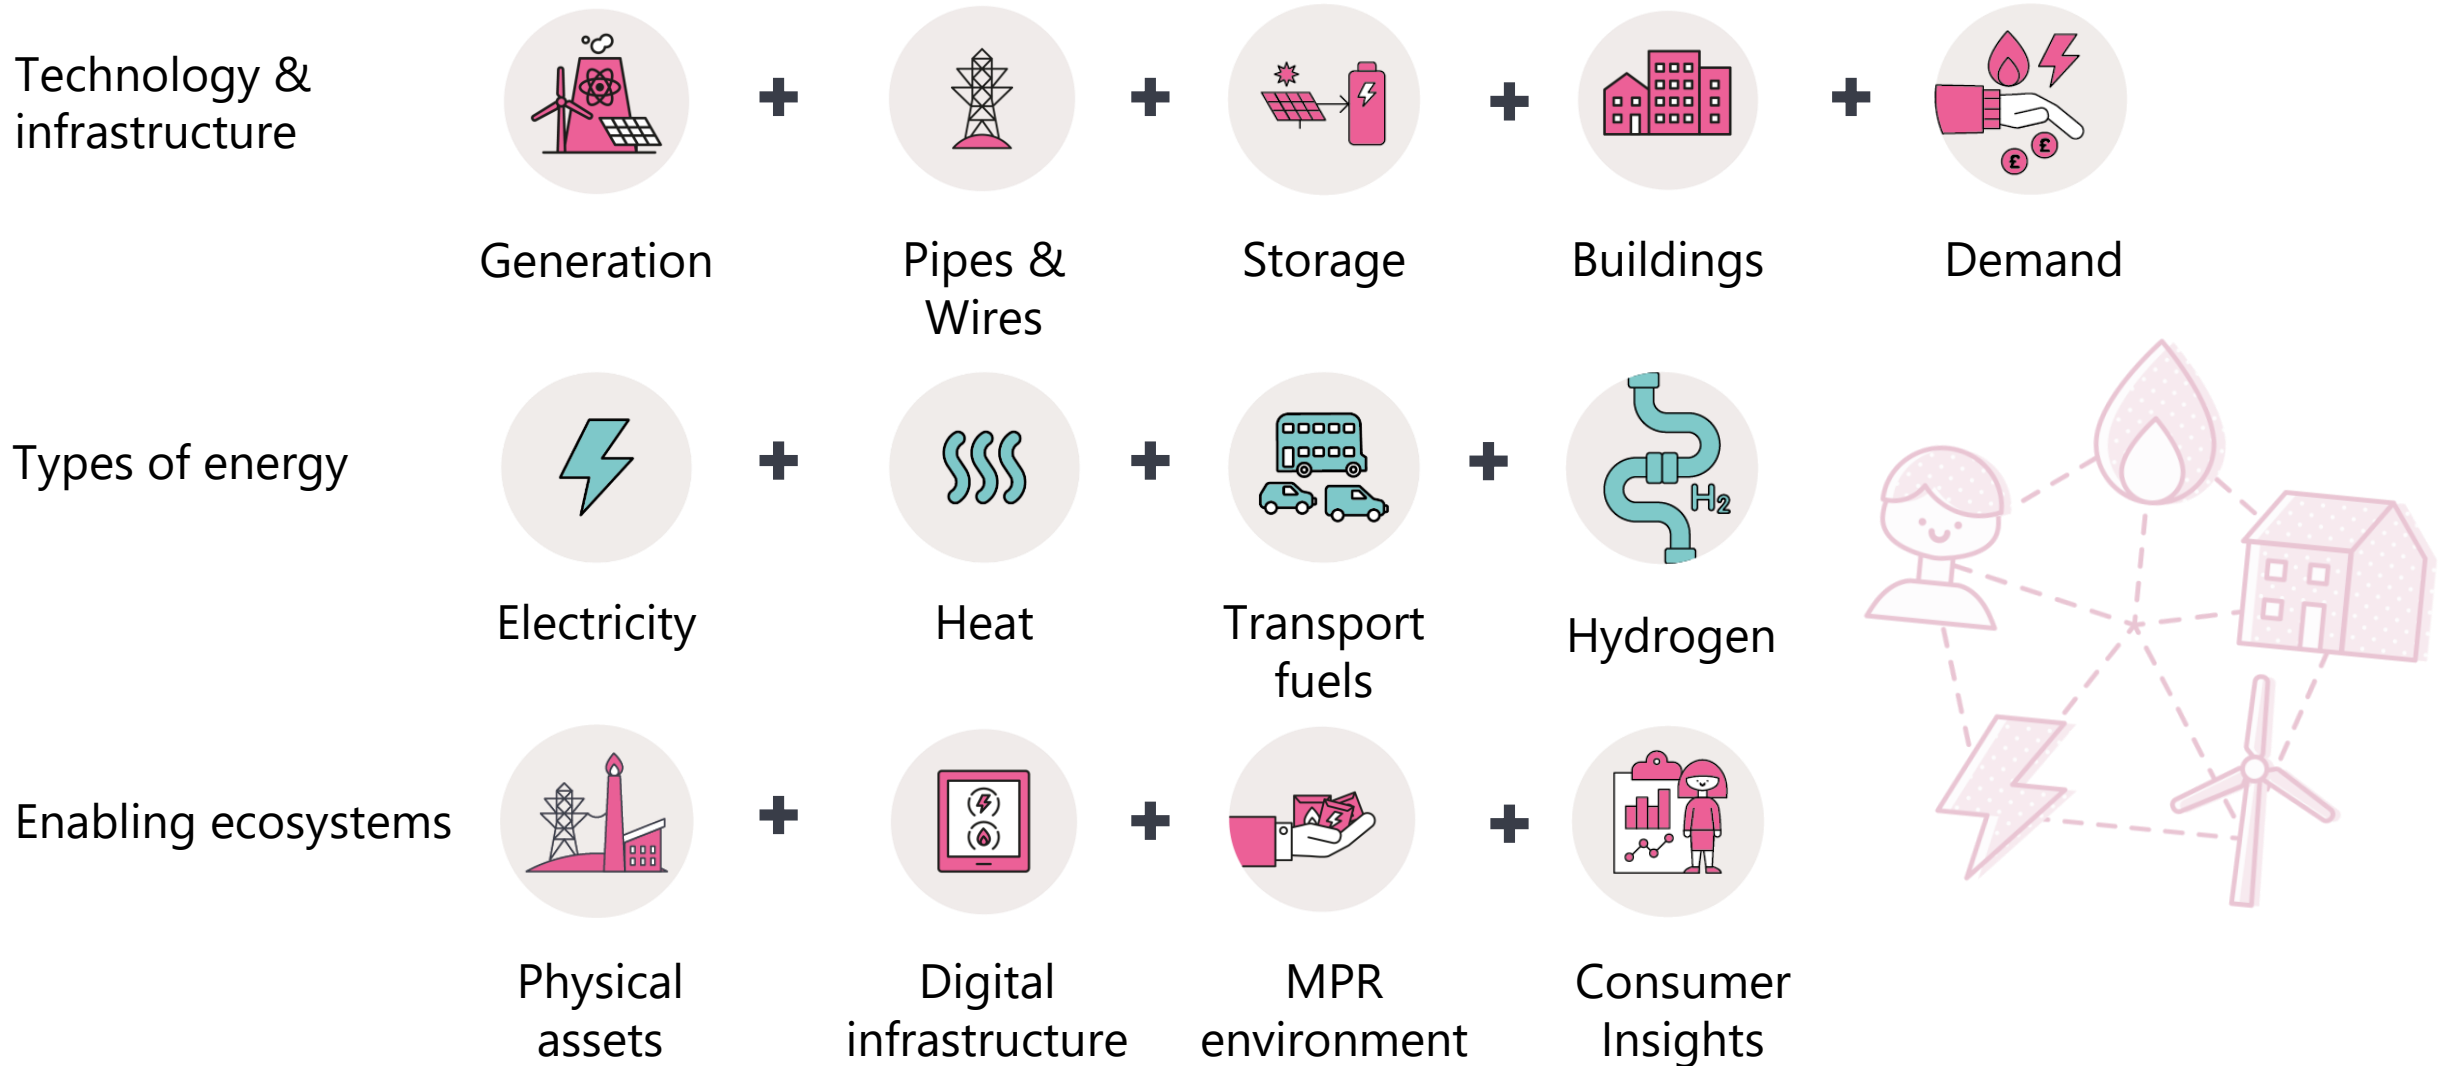 Technology &
infrastructure
£ £
Generation
Pipes &
Wires
Storage
Buildings
Demand
Types of energy
H2
Electricity
Heat
Transport
fuels
Hydrogen
Enabling ecosystems
Physical
assets
Digital
infrastructure
MPR
environment
Consumer
Insights